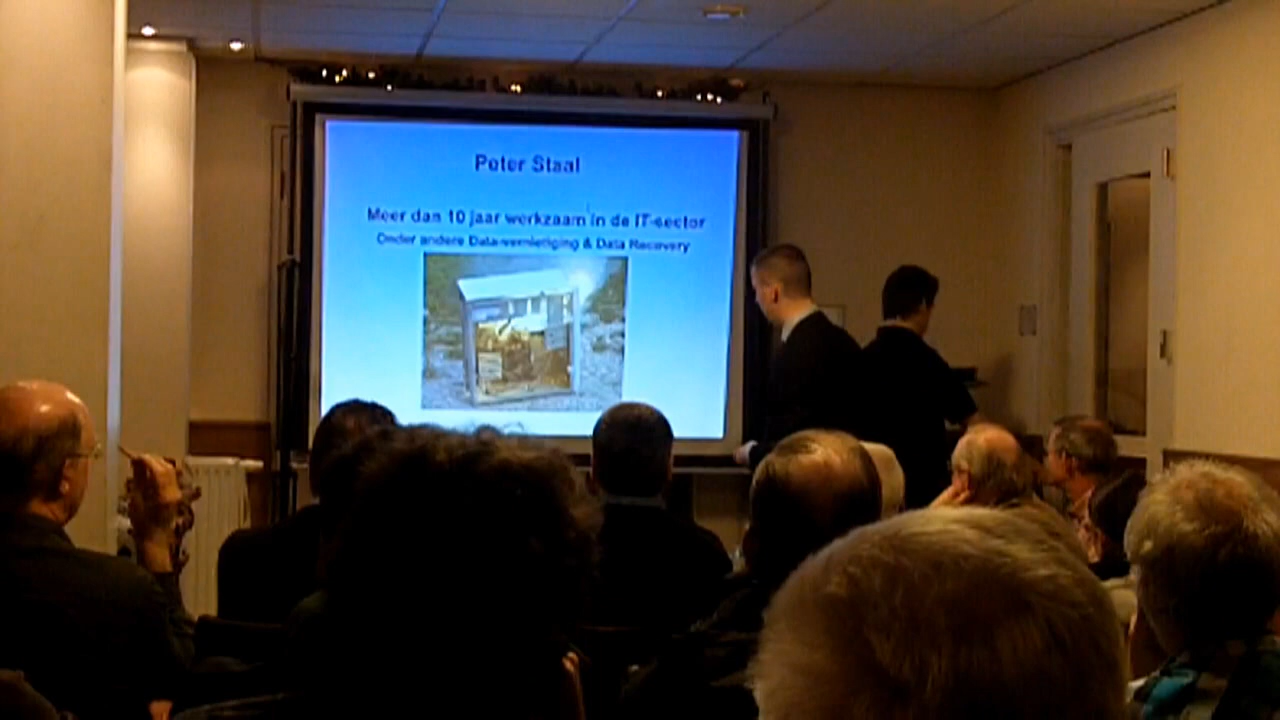 Peter Staal
Meer dan 10 jaar werkzaam in de IT-sector
Onder andere Data-vernietiging & Data Recovery